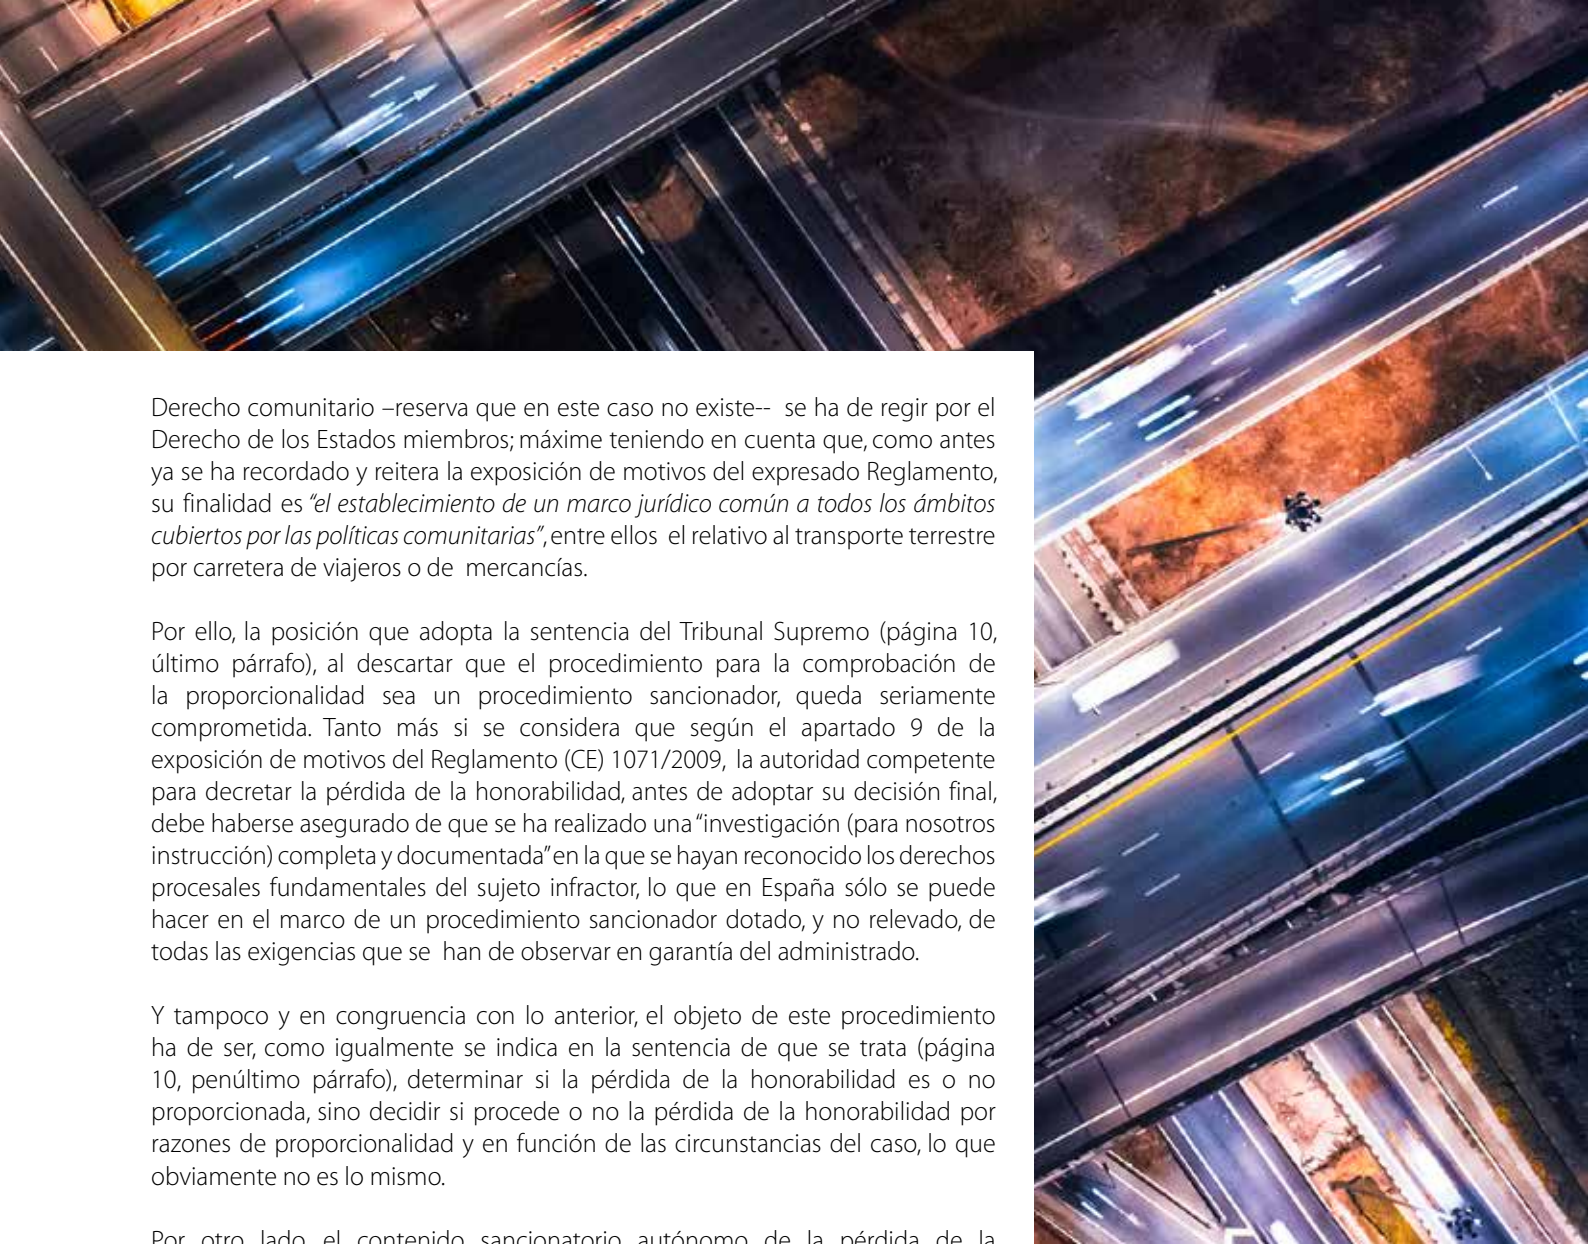 Derecho comunitario –reserva que en este caso no existe-- se ha de regir por el
Derecho de los Estados miembros; máxime teniendo en cuenta que, como antes
ya se ha recordado y reitera la exposición de motivos del expresado Reglamento,
su finalidad es “el establecimiento de un marco jurídico común a todos los ámbitos
cubiertos por las políticas comunitarias”, entre ellos el relativo al transporte terrestre
por carretera de viajeros o de mercancías.
Por ello, la posición que adopta la sentencia del Tribunal Supremo (página 10,
último párrafo), al descartar que el procedimiento para la comprobación de
la proporcionalidad sea un procedimiento sancionador, queda seriamente
comprometida. Tanto más si se considera que según el apartado 9 de la
exposición de motivos del Reglamento (CE) 1071/2009, la autoridad competente
para decretar la pérdida de la honorabilidad, antes de adoptar su decisión final,
debe haberse asegurado de que se ha realizado una “investigación (para nosotros
instrucción) completa y documentada” en la que se hayan reconocido los derechos
procesales fundamentales del sujeto infractor, lo que en España sólo se puede
hacer en el marco de un procedimiento sancionador dotado, y no relevado, de
todas las exigencias que se han de observar en garantía del administrado.
Y tampoco y en congruencia con lo anterior, el objeto de este procedimiento
ha de ser, como igualmente se indica en la sentencia de que se trata (página
10, penúltimo párrafo), determinar si la pérdida de la honorabilidad es o no
proporcionada, sino decidir si procede o no la pérdida de la honorabilidad por
razones de proporcionalidad y en función de las circunstancias del caso, lo que
obviamente no es lo mismo.
Por otro lado el contenido sancionatorio autónomo de la pérdida de la